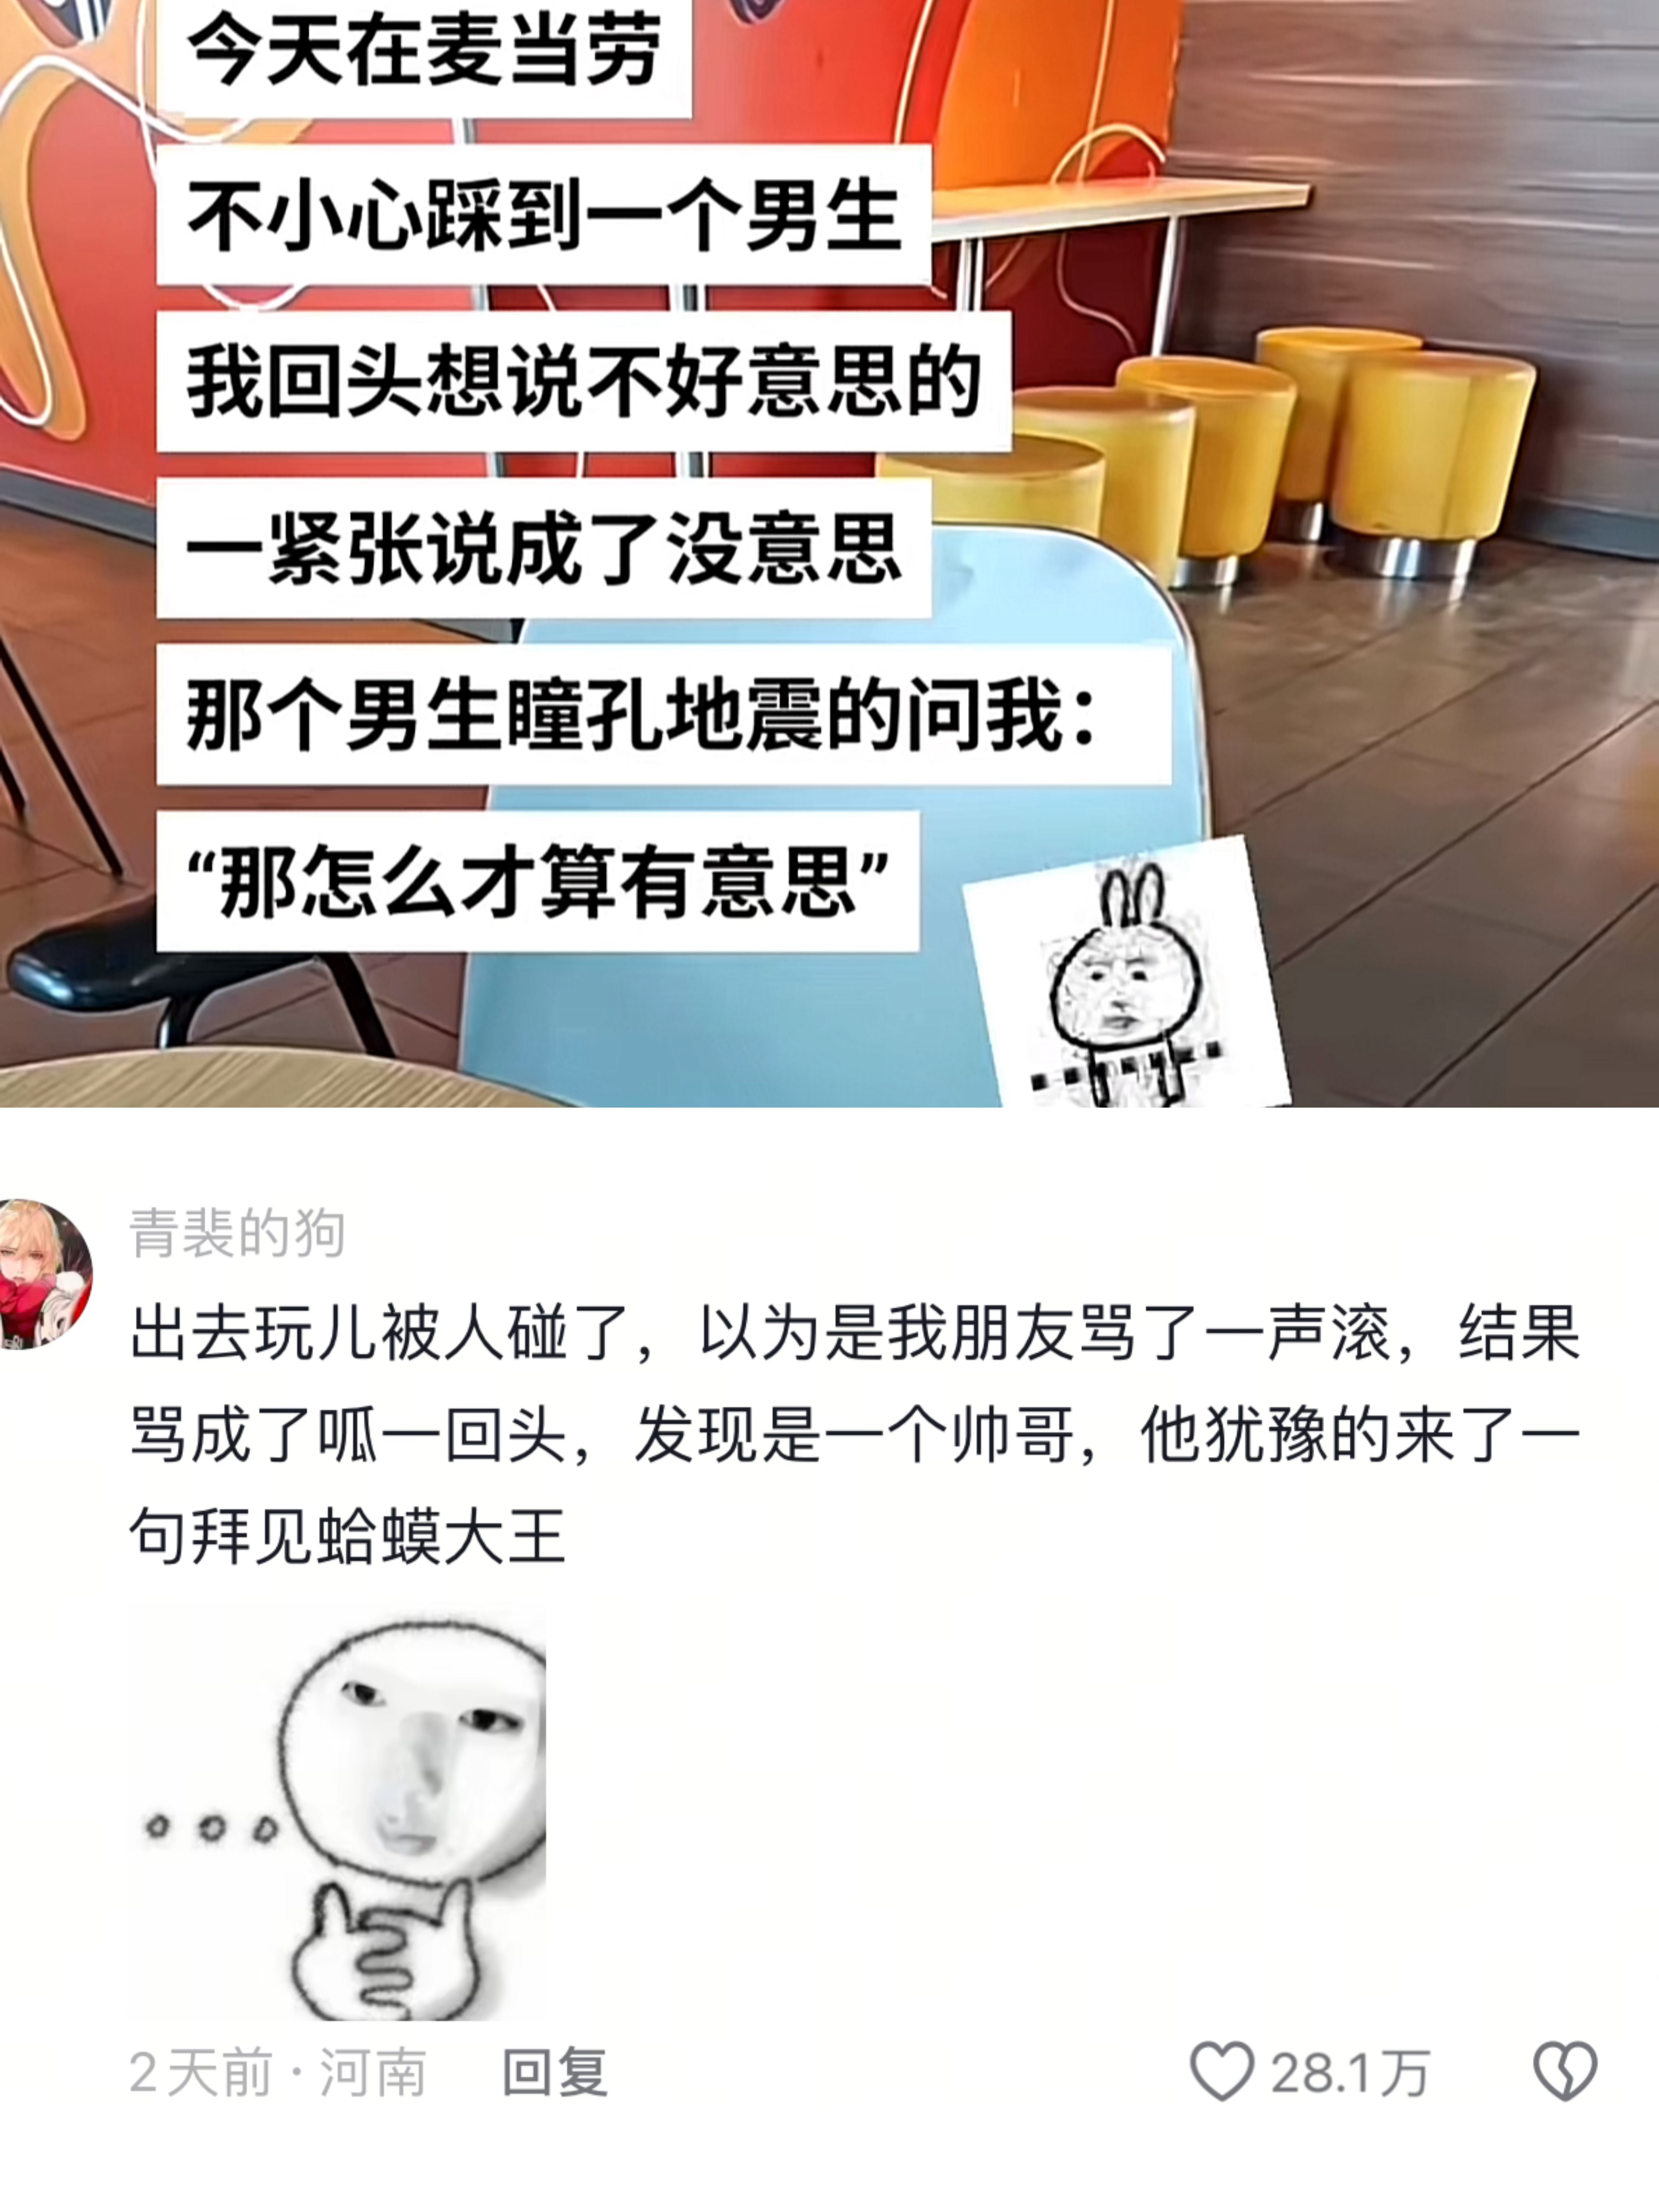 今天在麦当劳
不小心踩到一个男生
我回头想说不好意思的
一紧张说成了没意思
那个男生瞳孔地震的问我：
“那怎么才算有意思”
青裴的狗
出去玩儿被人碰了，以为是我朋友骂了一声滚，结果
骂成了呱一回头，发现是一个帅哥，他犹豫的来了一
句拜见蛤蟆大王
2天前·河南 回复 28.1万